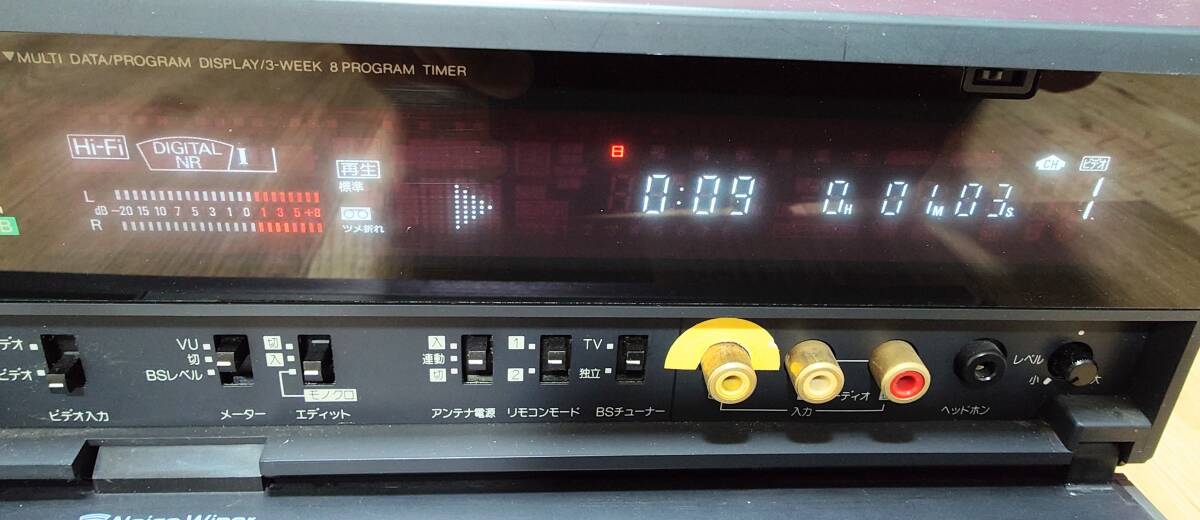 ▼MULTI DATA/PROGRAM DISPLAY/3-WEEK 8 PROGRAM TIMER
Hi-Fi
DIGITAL
NR
I
再生
標準
ツメ折れ
日
0:09
0H 01M03S
CH
ビデオ
1
L
dB -20 15 10 7 5 3 1 0 1 3 5 +8
R
B
VU
切
BSレベル
メーター
切
入
モノクロ
エディット
入
連動
切
アンテナ電源
1
2
リモコンモード
TV
独立
BSチューナー
入力
ヘッドホン
レベル
小
大
ビデオ入力